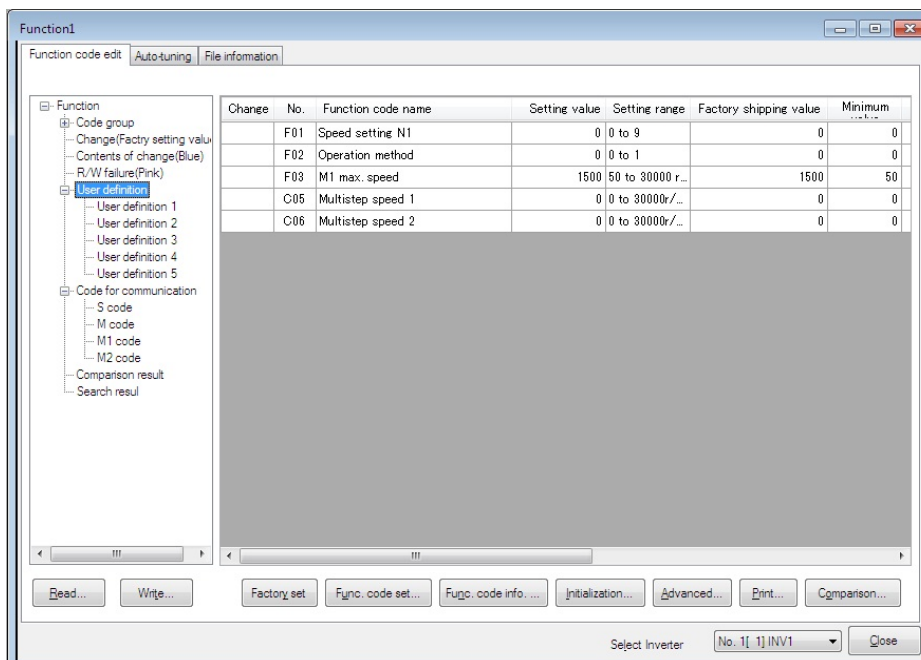 Function1
Function code edit Auto-tuning File information
Function
Code group
Change(Factry setting valu
Contents of change(Blue)
R/W failure(Pink)
User definition
User definition 1
User definition 2
User definition 3
User definition 4
User definition 5
Code for communication
S code
M code
M1 code
M2 code
Comparison result
Search resul
Change No. Function code name Setting value Setting range Factory shipping value Minimum
F01 Speed setting N1 0 0 to 9 0 0
F02 Operation method 0 0 to 1 0 0
F03 M1 max. speed 1500 50 to 30000 r... 1500 50
C05 Multistep speed 1 0 0 to 30000r/... 0 0
C06 Multistep speed 2 0 0 to 30000r/... 0 0
Read... Write... Factory set Func. code set... Func. code info. ... Initialization... Advanced... Print... Comparison...
Select Inverter No. 1[ 1] INV1 Close